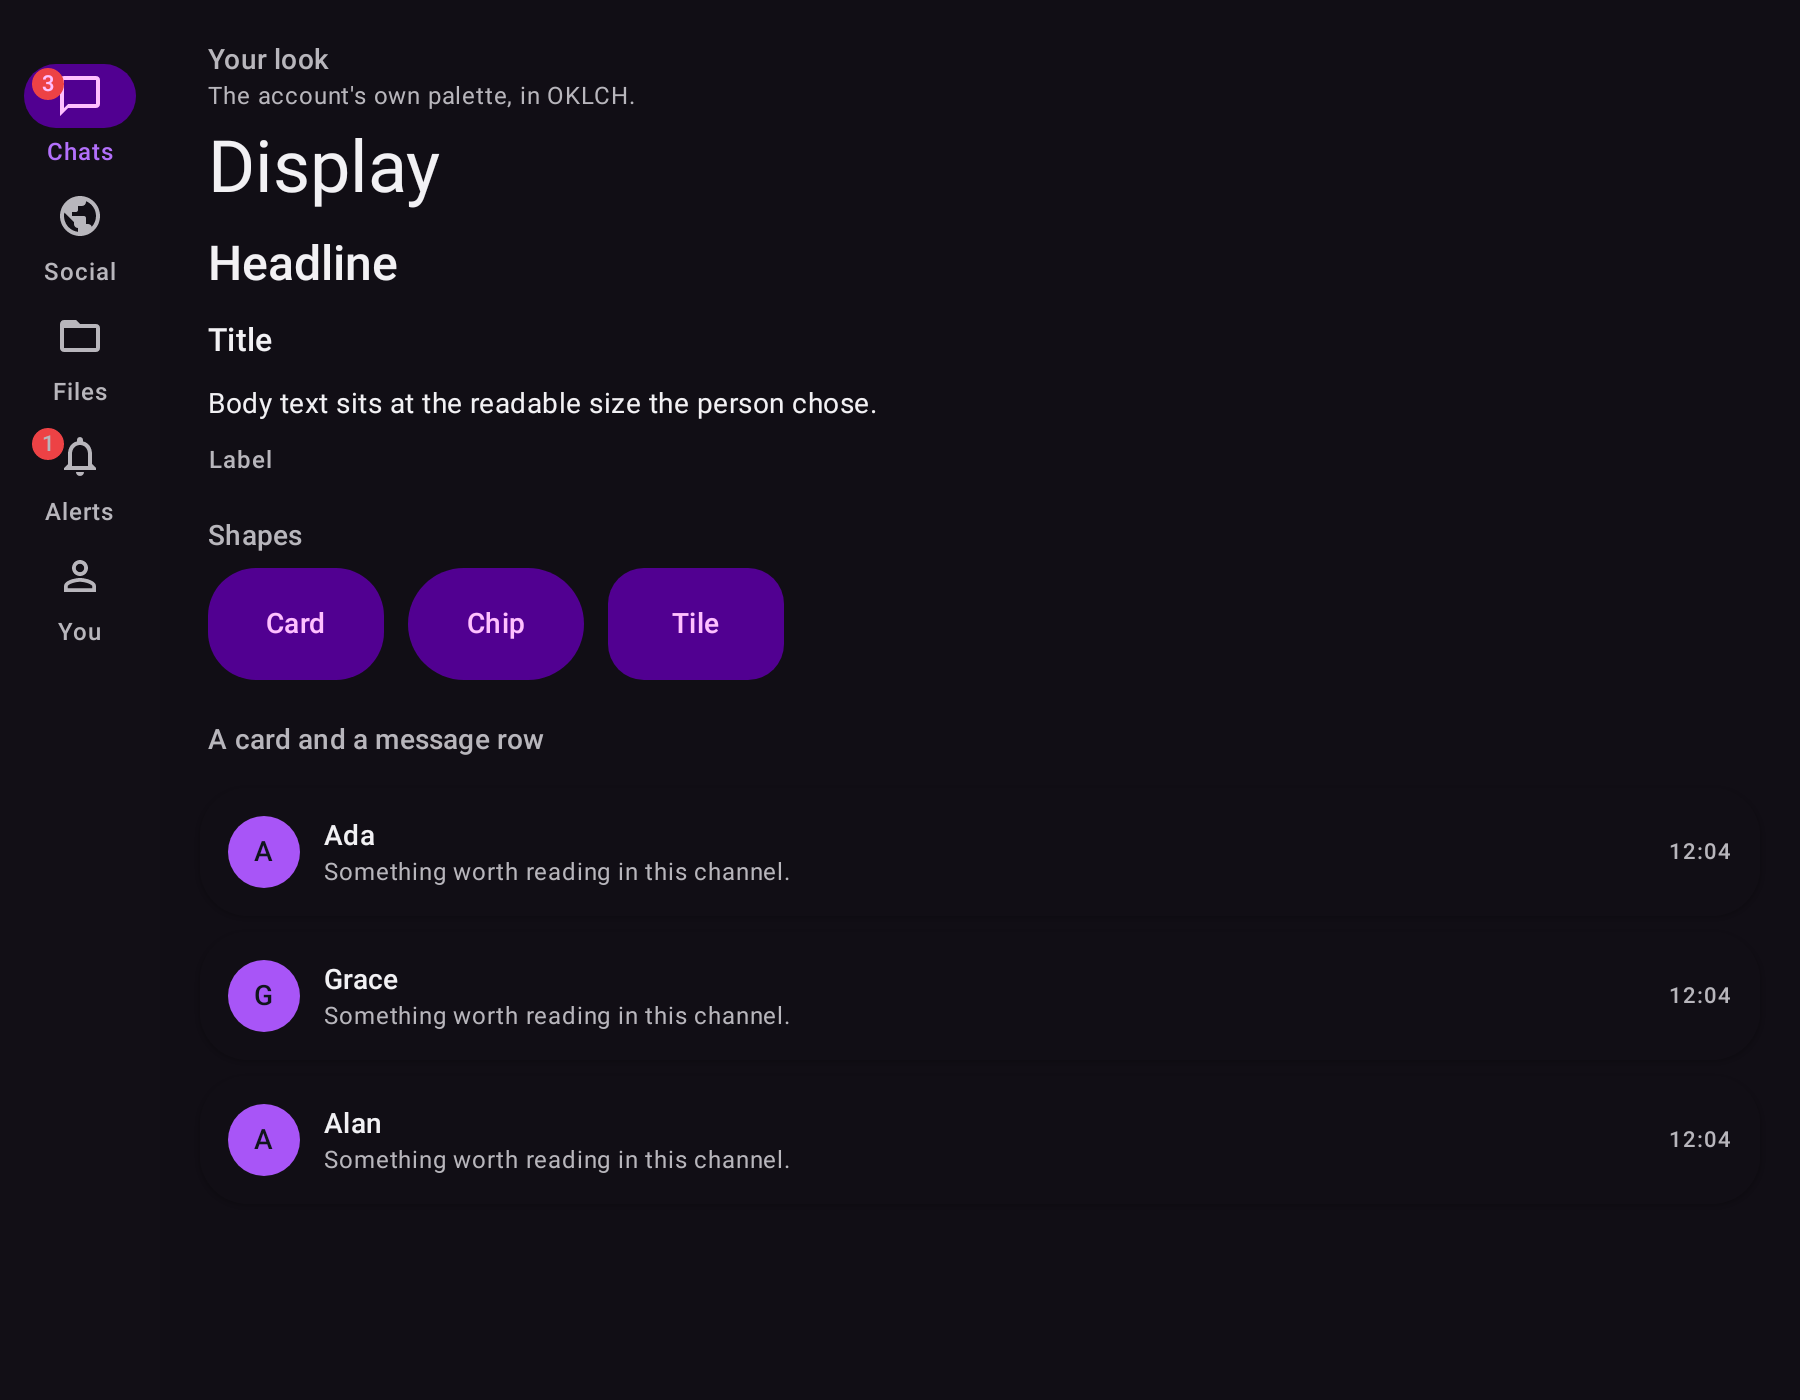 3
Chats
Social
Files
1
Alerts
You
Your look
The account's own palette, in OKLCH.
Display
Headline
Title
Body text sits at the readable size the person chose.
Label
Shapes
Card
Chip
Tile
A card and a message row
A
Ada
Something worth reading in this channel.
12:04
G
Grace
Something worth reading in this channel.
12:04
A
Alan
Something worth reading in this channel.
12:04